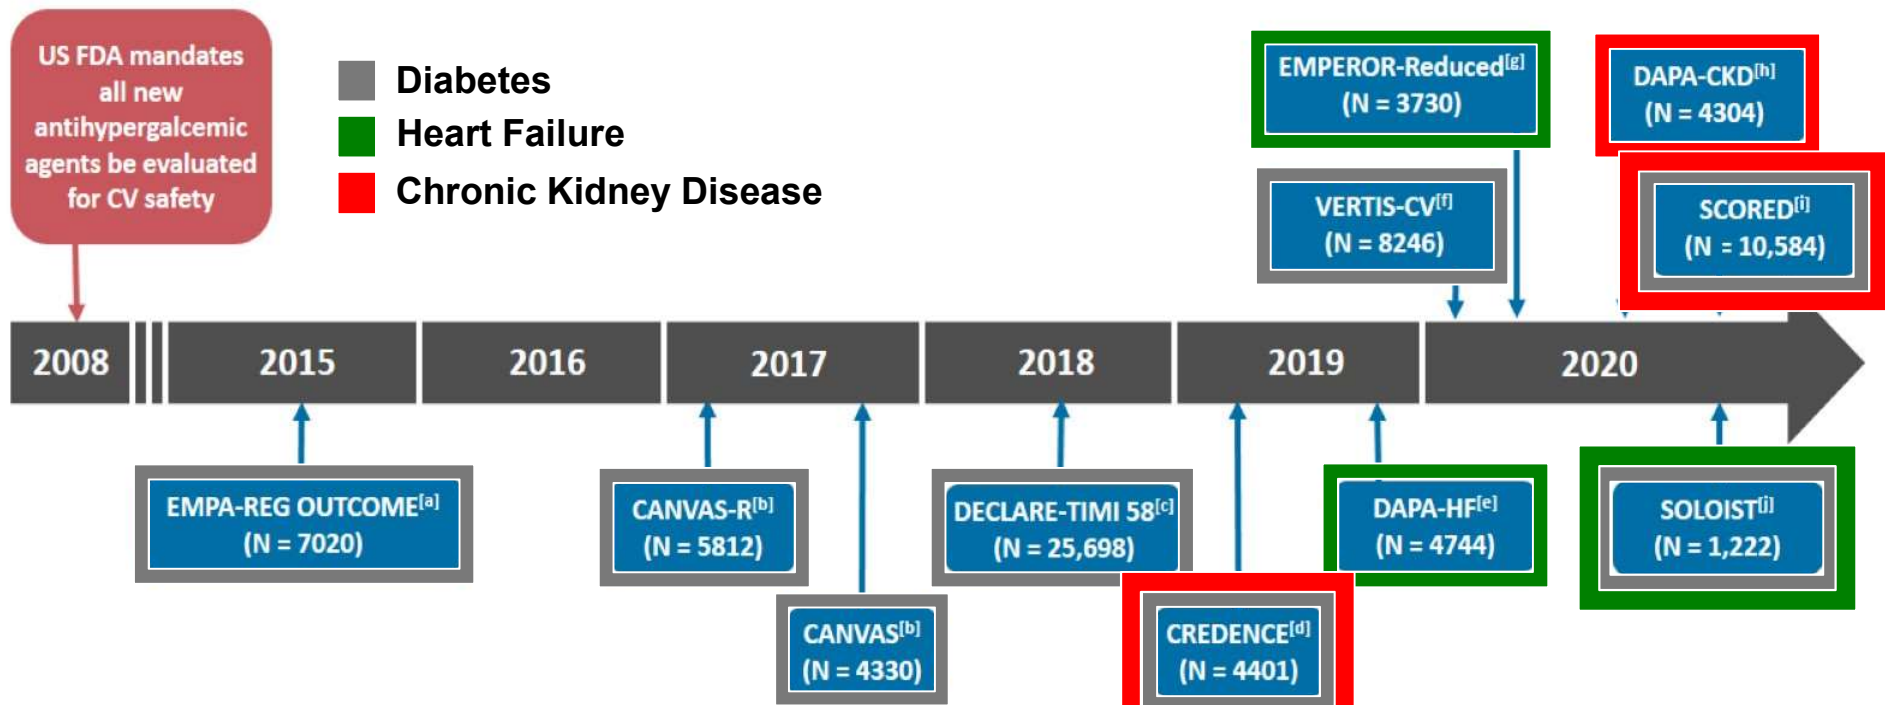 US FDA mandates
all new
antihypergalcemic
agents be evaluated
for CV safety
Diabetes
Heart Failure
Chronic Kidney Disease
EMPEROR-Reduced[g]
(N = 3730)
DAPA-CKD[h]
(N = 4304)
VERTIS-CV[f]
(N = 8246)
SCORED[i]
(N = 10,584)
2008
2015
2016
2017
2018
2019
2020
EMPA-REG OUTCOME[a]
(N = 7020)
CANVAS-R[b]
(N = 5812)
DECLARE-TIMI 58[c]
(N = 25,698)
DAPA-HF[e]
(N = 4744)
SOLOIST[j]
(N = 1,222)
CANVAS[b]
(N = 4330)
CREDENCE[d]
(N = 4401)